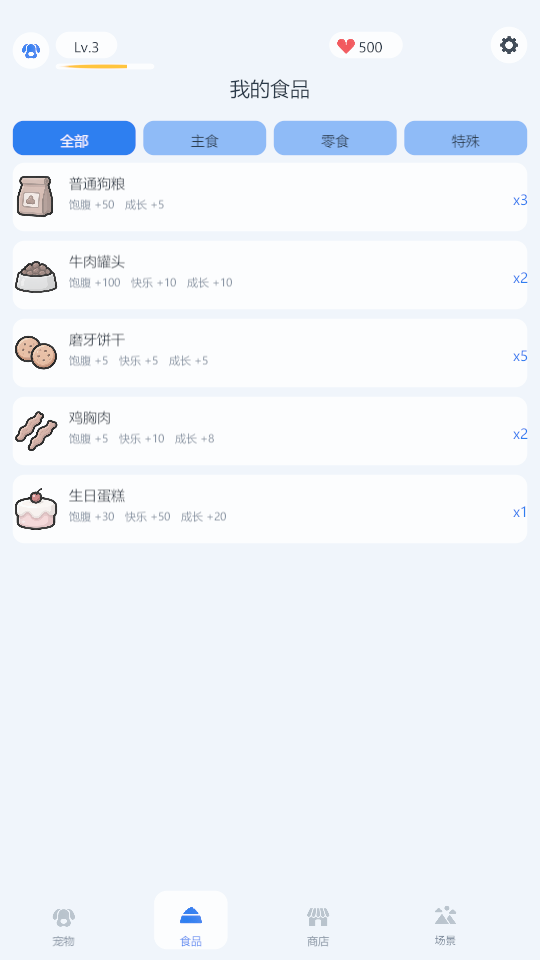 Lv.3
500
我的食品
全部 主食 零食 特殊
普通狗粮
饱腹 +50 成长 +5
x3
牛肉罐头
饱腹 +100 快乐 +10 成长 +10
x2
磨牙饼干
饱腹 +5 快乐 +5 成长 +5
x5
鸡胸肉
饱腹 +5 快乐 +10 成长 +8
x2
生日蛋糕
饱腹 +30 快乐 +50 成长 +20
x1
宠物 食品 商店 场景